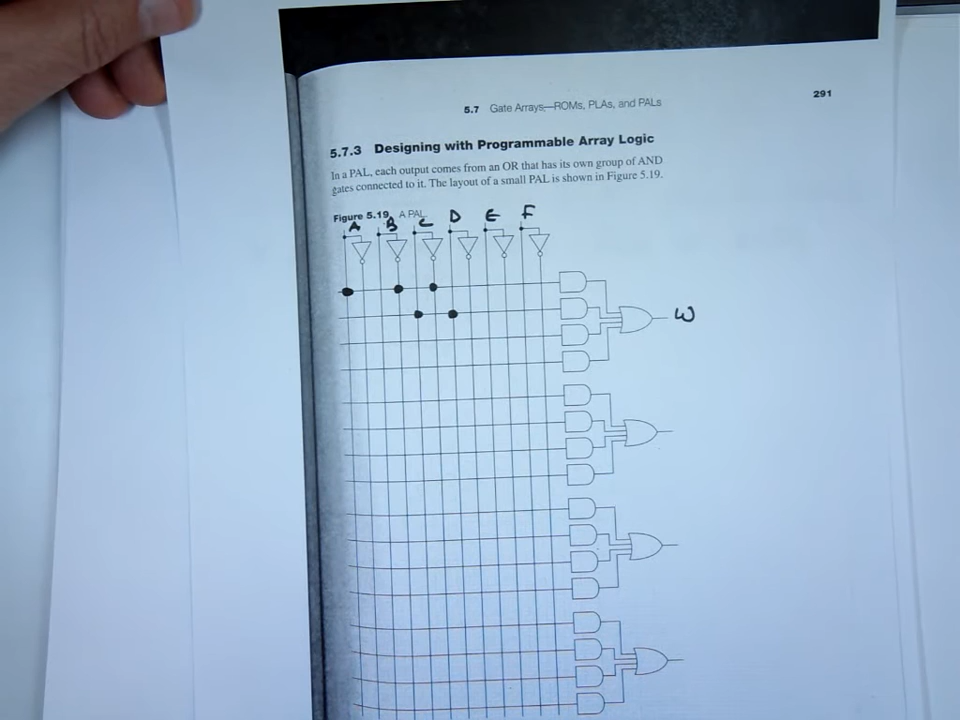 5.7 Gate Arrays—ROMs, PLAs, and PALs 291
5.7.3 Designing with Programmable Array Logic
In a PAL, each output comes from an OR that has its own group of AND
gates connected to it. The layout of a small PAL is shown in Figure 5.19.
Figure 5.19 A PAL.
A B C D E F
W